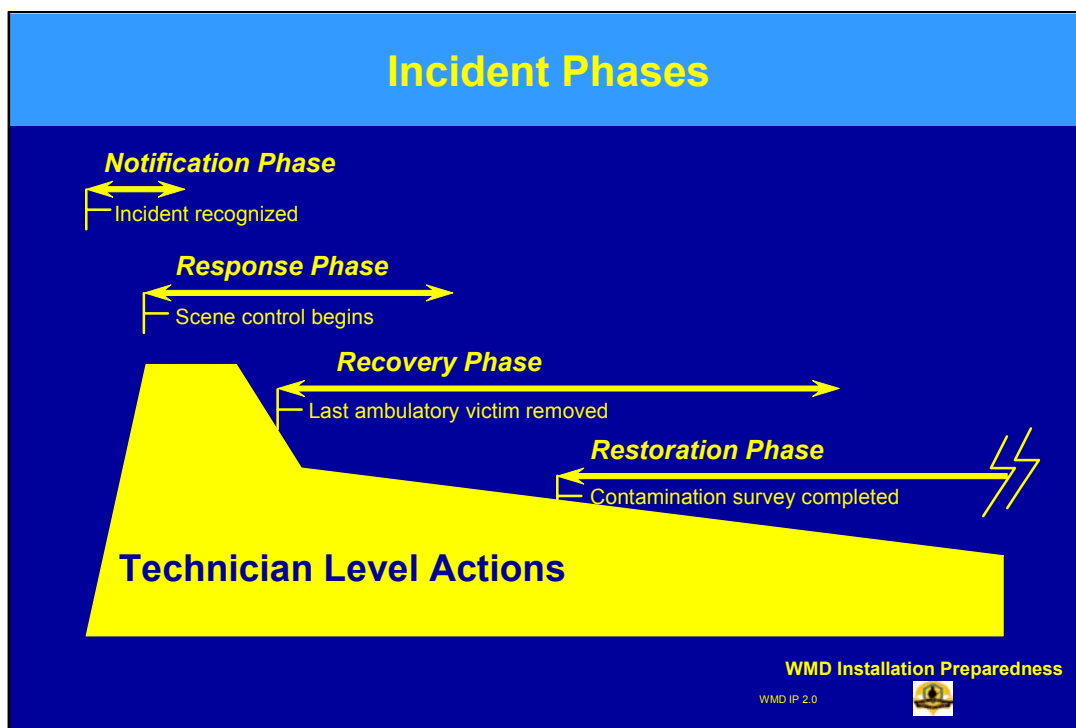 Incident Phases
Notification Phase
Incident recognized
Response Phase
Scene control begins
Recovery Phase
Last ambulatory victim removed
Restoration Phase
Contamination survey completed
Technician Level Actions
WMD Installation Preparedness
WMD IP 2.0